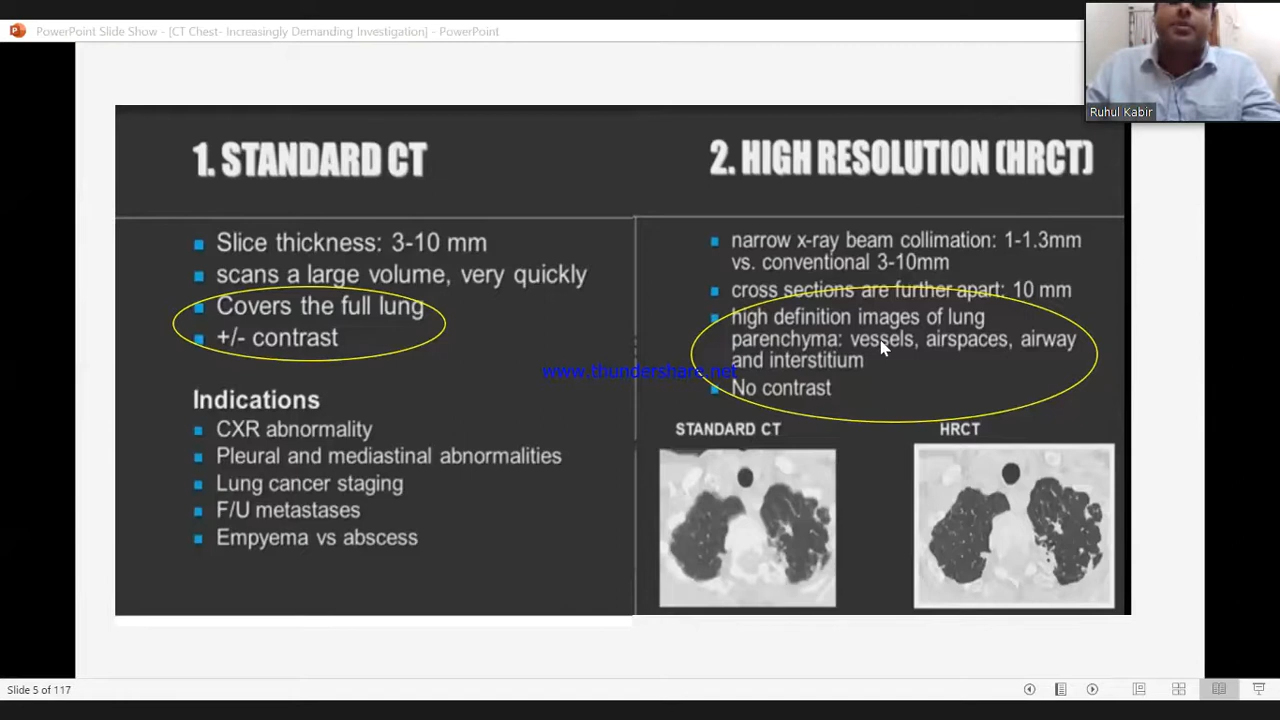 PowerPoint Slide Show - [CT Chest- Increasingly Demanding Investigation] - PowerPoint
Ruhul Kabir
1. STANDARD CT
Slice thickness: 3-10 mm
scans a large volume, very quickly
Covers the full lung
+/- contrast
Indications
CXR abnormality
Pleural and mediastinal abnormalities
Lung cancer staging
F/U metastases
Empyema vs abscess
2. HIGH RESOLUTION (HRCT)
narrow x-ray beam collimation: 1-1.3mm
vs. conventional 3-10mm
cross sections are further apart: 10 mm
high definition images of lung
parenchyma: vessels, airspaces, airway
and interstitium
No contrast
STANDARD CT
HRCT
www.thundershare.net
Slide 5 of 117